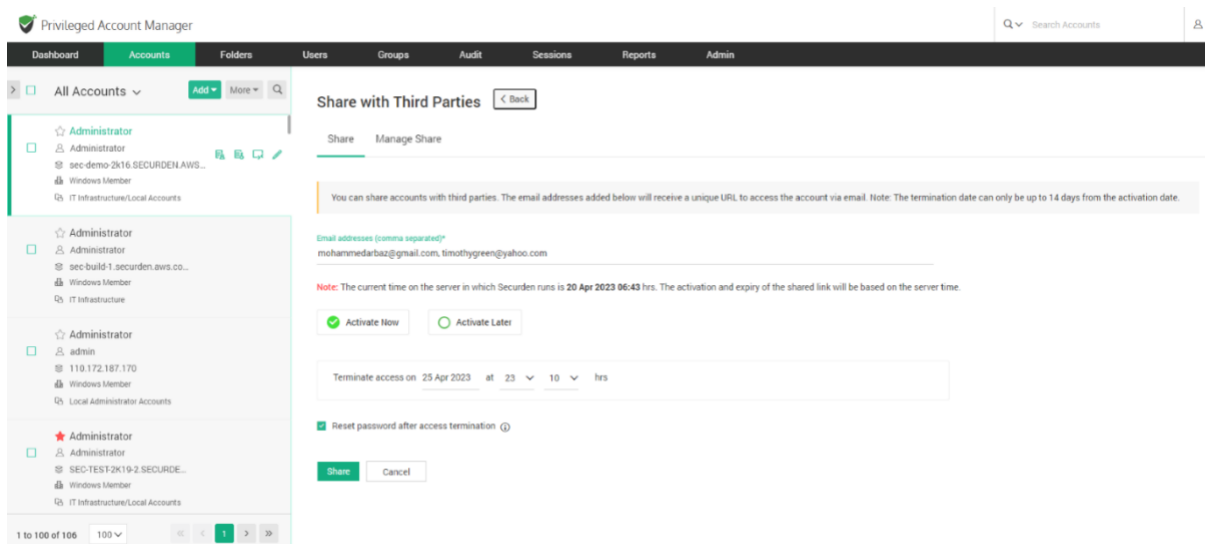 Privileged Account Manager
Search Accounts
Dashboard Accounts Folders Users Groups Audit Sessions Reports Admin
All Accounts Add More
Administrator
Administrator
sec-demo-2k16.SECURDEN.AWS...
Windows Member
IT Infrastructure/Local Accounts
Administrator
Administrator
sec-build-1.securden.aws.co...
Windows Member
IT Infrastructure
Administrator
admin
110.172.187.170
Windows Member
Local Administrator Accounts
Administrator
Administrator
SEC-TEST-2K19-2.SECURDE...
Windows Member
IT Infrastructure/Local Accounts
1 to 100 of 106 100 << < 1 > >>
Share with Third Parties < Back
Share Manage Share
You can share accounts with third parties. The email addresses added below will receive a unique URL to access the account via email. Note: The termination date can only be up to 14 days from the activation date.
Email addresses (comma separated)*
mohammedarbaz@gmail.com, timothygreen@yahoo.com
Note: The current time on the server in which Securden runs is 20 Apr 2023 06:43 hrs. The activation and expiry of the shared link will be based on the server time.
Activate Now Activate Later
Terminate access on 25 Apr 2023 at 23 10 hrs
Reset password after access termination
Share Cancel